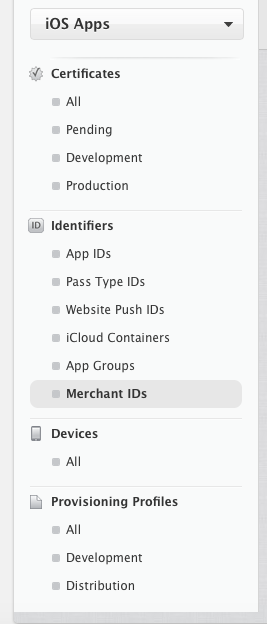 iOS Apps
Certificates
All
Pending
Development
Production
ID Identifiers
App IDs
Pass Type IDs
Website Push IDs
iCloud Containers
App Groups
Merchant IDs
Devices
All
Provisioning Profiles
All
Development
Distribution